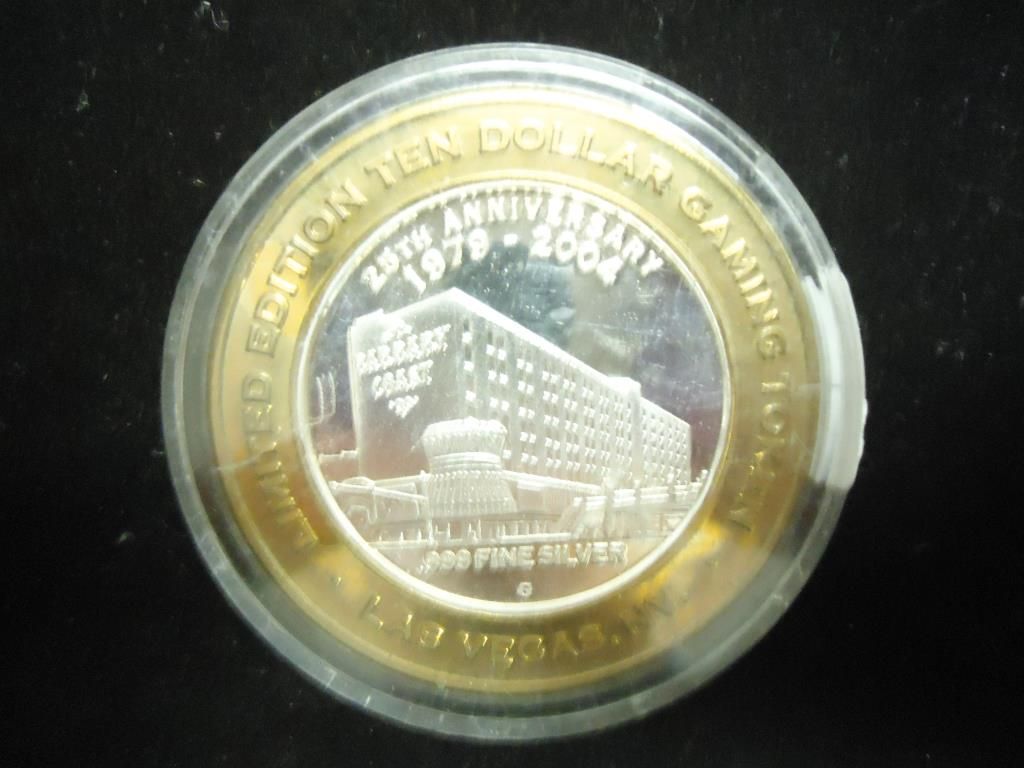 LIMITED EDITION TEN DOLLAR GAMING TOKEN
25TH ANNIVERSARY
1979 - 2004
BARBARY
COAST
.999 FINE SILVER
G
· LAS VEGAS, NV. ·